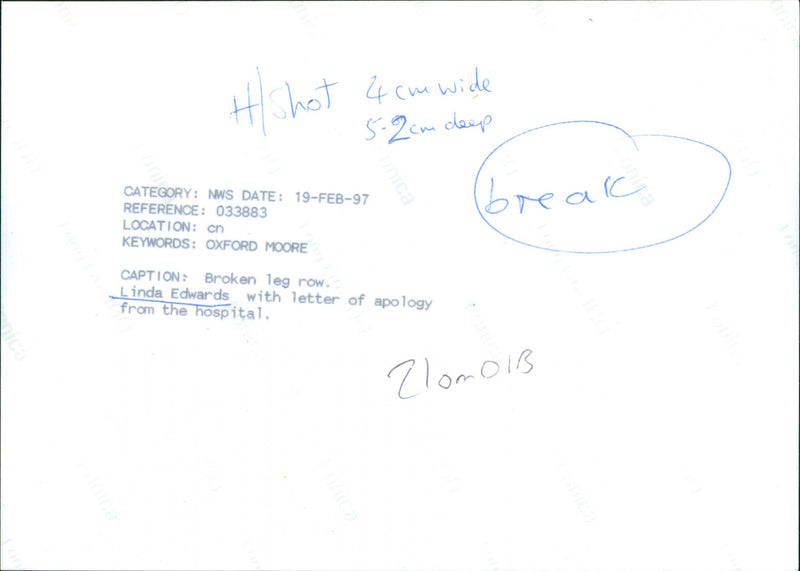 H/Shot 4cm wide
5.2cm deep
break
CATEGORY: NWS DATE: 19-FEB-97
REFERENCE: 033883
LOCATION: cn
KEYWORDS: OXFORD MOORE
CAPTION: Broken leg row.
Linda Edwards with letter of apology
from the hospital.